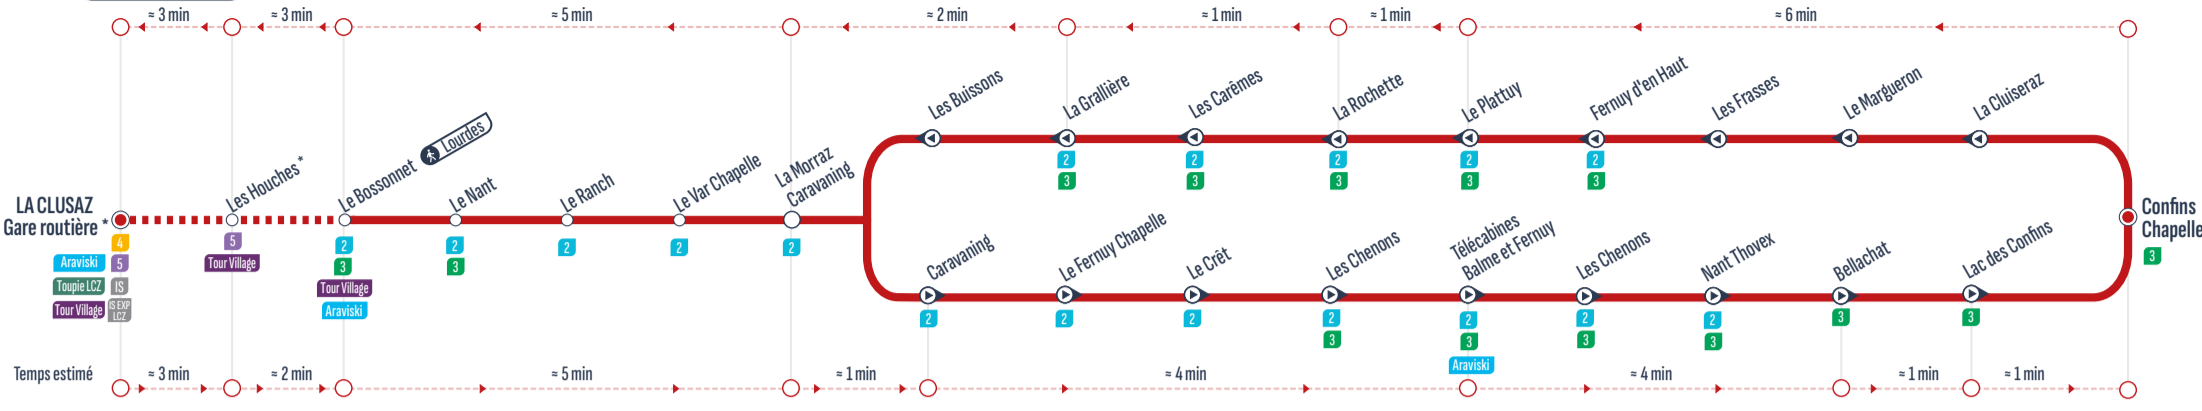 ≈ 3 min
≈ 3 min
≈ 5 min
≈ 2 min
≈ 1 min
≈ 1 min
≈ 6 min
Les Buissons
La Grallière
2
3
Les Carêmes
2
3
La Rochette
2
3
Le Plattuy
2
3
Fernuy d'en Haut
2
3
Les Frasses
Le Margueron
La Cluiseraz
LA CLUSAZ
Gare routière *
4
Araviski
5
Toupie LCZ
IS
Tour Village
IS EXP
LCZ
Les Houches *
5
Tour Village
Le Bossonnet
Lourdes
2
3
Tour Village
Araviski
Le Nant
2
3
Le Ranch
2
Le Var Chapelle
2
La Morraz
Caravaning
2
Caravaning
2
Le Fernuy Chapelle
2
Le Crêt
2
Les Chenons
2
3
Télécabines
Balme et Fernuy
2
3
Araviski
Les Chenons
2
3
Nant Thovex
2
3
Bellachat
3
Lac des Confins
3
Confins
Chapelle
3
Temps estimé
≈ 3 min
≈ 2 min
≈ 5 min
≈ 1 min
≈ 4 min
≈ 4 min
≈ 1 min
≈ 1 min